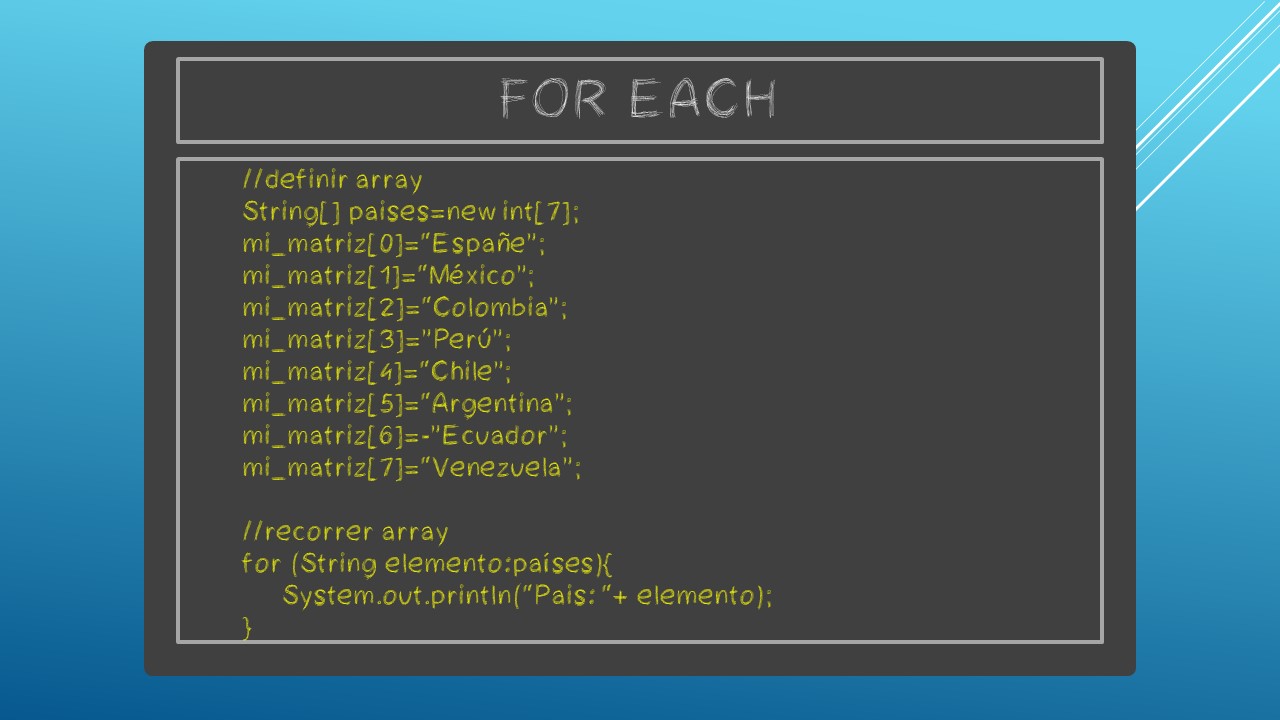 FOR EACH
//definir array
String[] paises=new int[7];
mi_matriz[0]=“Españe”;
mi_matriz[1]=“México”;
mi_matriz[2]=“Colombia”;
mi_matriz[3]=”Perú”;
mi_matriz[4]=“Chile”;
mi_matriz[5]=“Argentina”;
mi_matriz[6]=-”Ecuador”;
mi_matriz[7]=“Venezuela”;
//recorrer array
for (String elemento:países){
System.out.println(“Pais: “+ elemento);
}